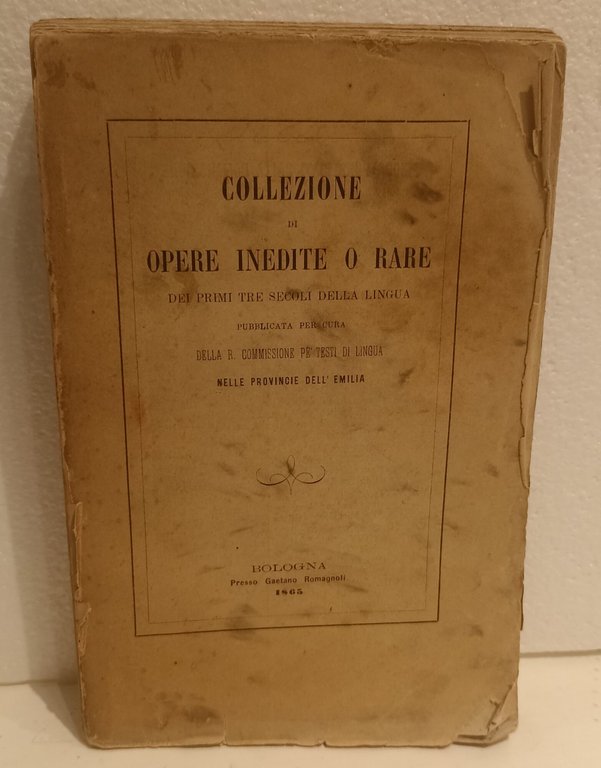 COLLEZIONE
DI
OPERE INEDITE O RARE
DEI PRIMI TRE SECOLI DELLA LINGUA
PUBBLICATA PER CURA
DELLA R. COMMISSIONE PE' TESTI DI LINGUA
NELLE PROVINCIE DELL' EMILIA
BOLOGNA
Presso Gaetano Romagnoli
1865